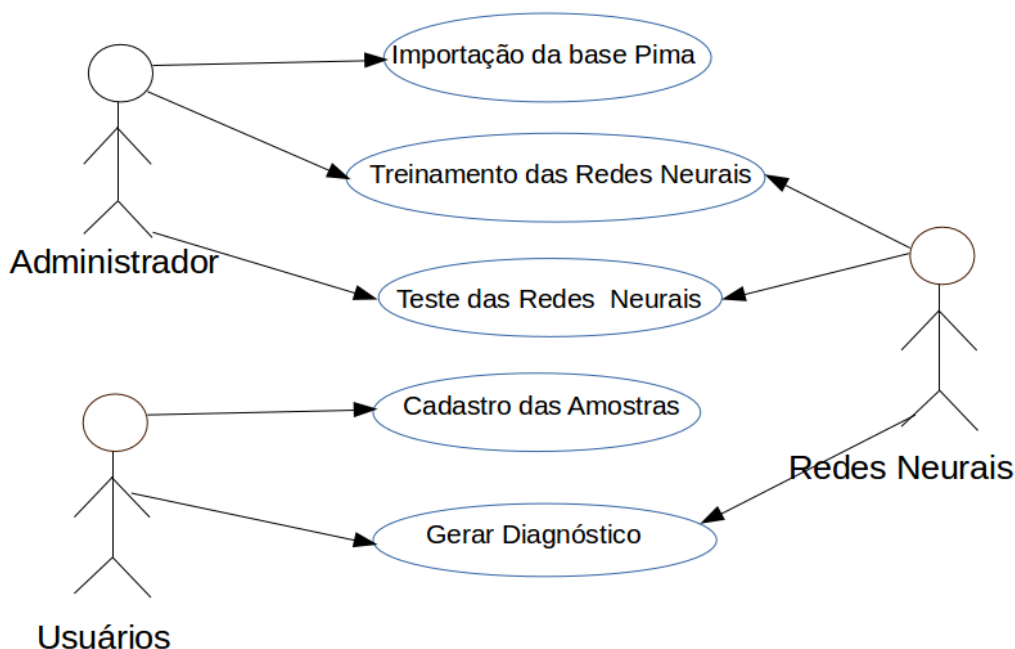 Importação da base Pima
Treinamento das Redes Neurais
Administrador
Teste das Redes  Neurais
Cadastro das Amostras
Redes Neurais
Gerar Diagnóstico
Usuários